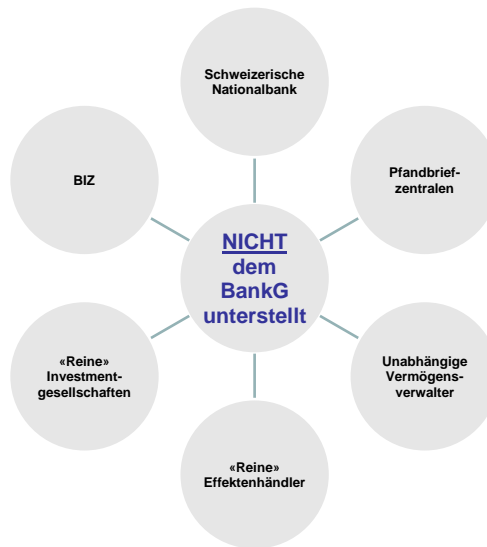 Schweizerische
Nationalbank
BIZ
Pfandbrief-
zentralen
NICHT
dem
BankG
unterstellt
«Reine»
Investment-
gesellschaften
Unabhängige
Vermögens-
verwalter
«Reine»
Effektenhändler